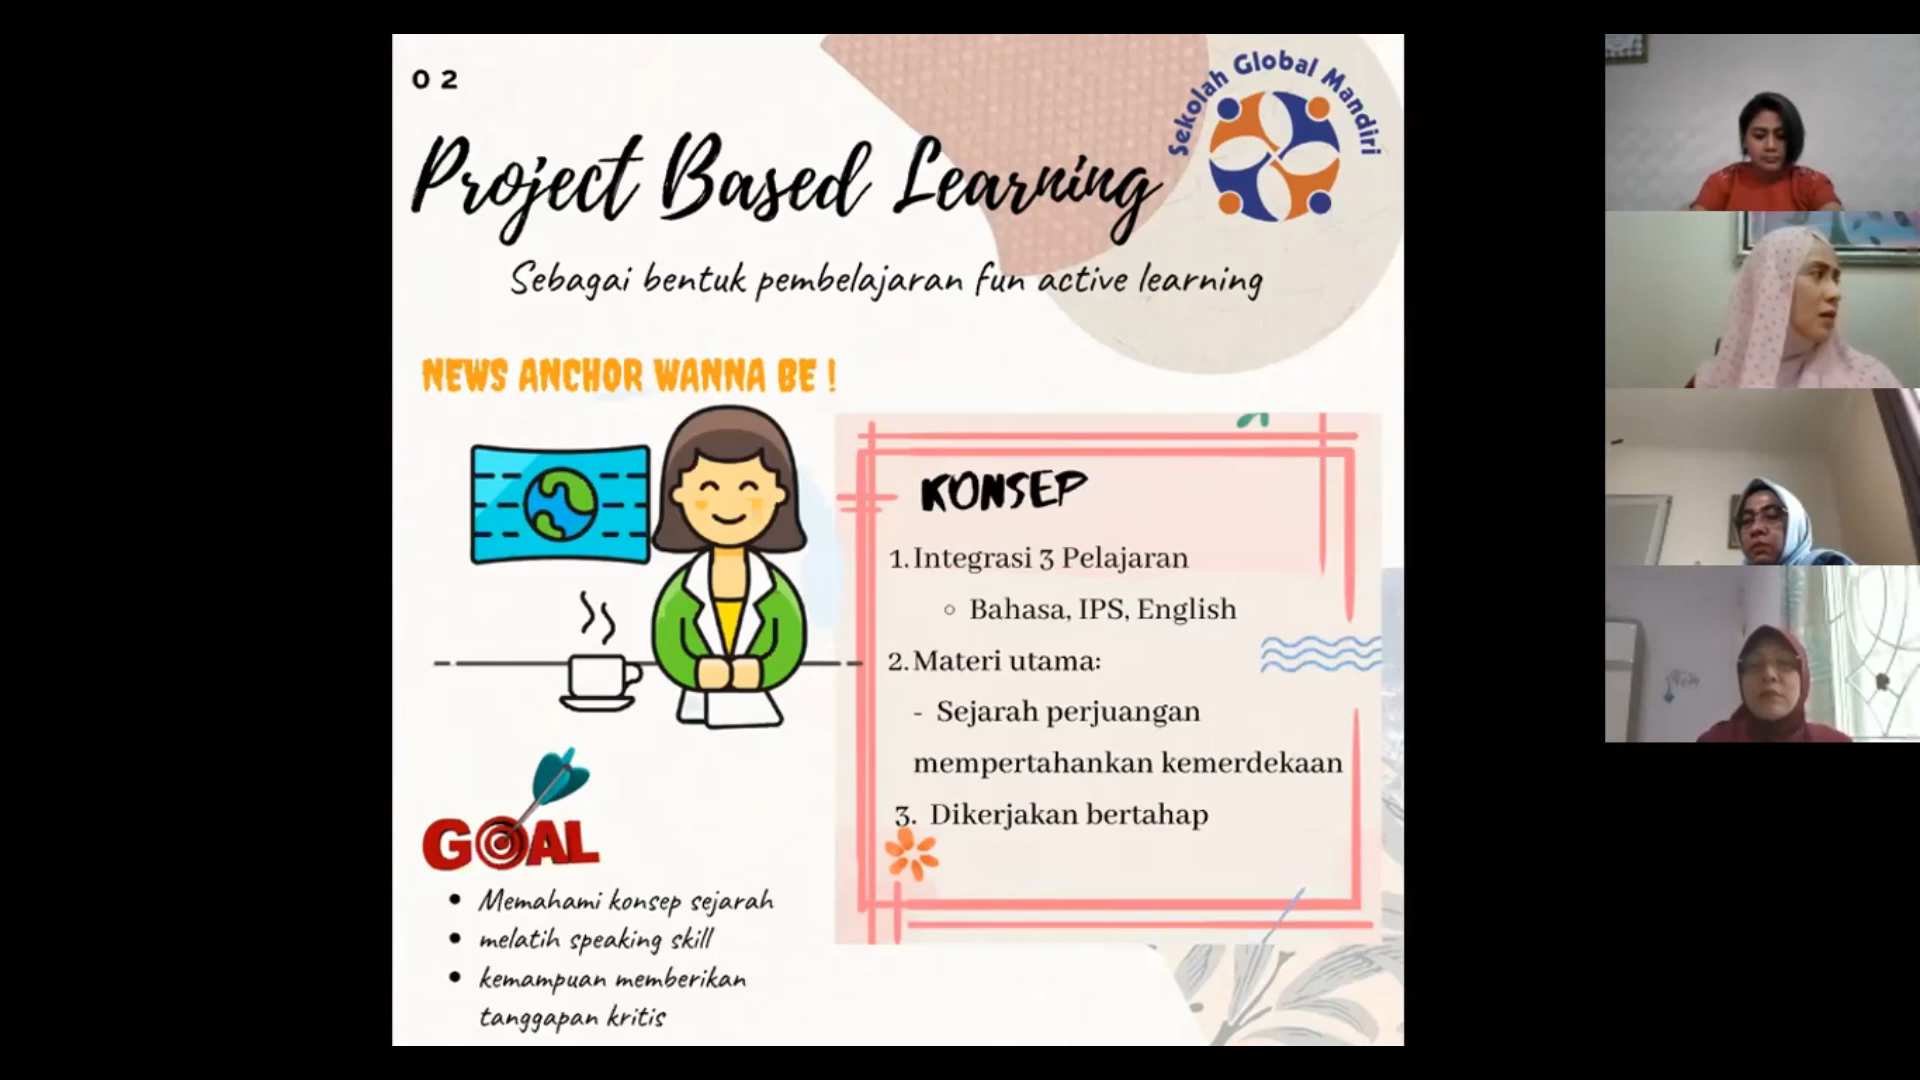 02
Sekolah Global Mandiri
Project Based Learning
Sebagai bentuk pembelajaran fun active learning
NEWS ANCHOR WANNA BE !
KONSEP
1. Integrasi 3 Pelajaran
◦ Bahasa, IPS, English
2. Materi utama:
- Sejarah perjuangan
mempertahankan kemerdekaan
3. Dikerjakan bertahap
GOAL
• Memahami konsep sejarah
• melatih speaking skill
• kemampuan memberikan
tanggapan kritis